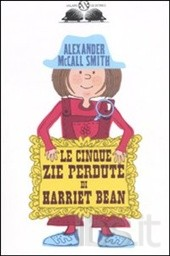 ALEXANDER
McCALL SMITH
LE CINQUE
ZIE PERDUTE
DI
HARRIET BEAN